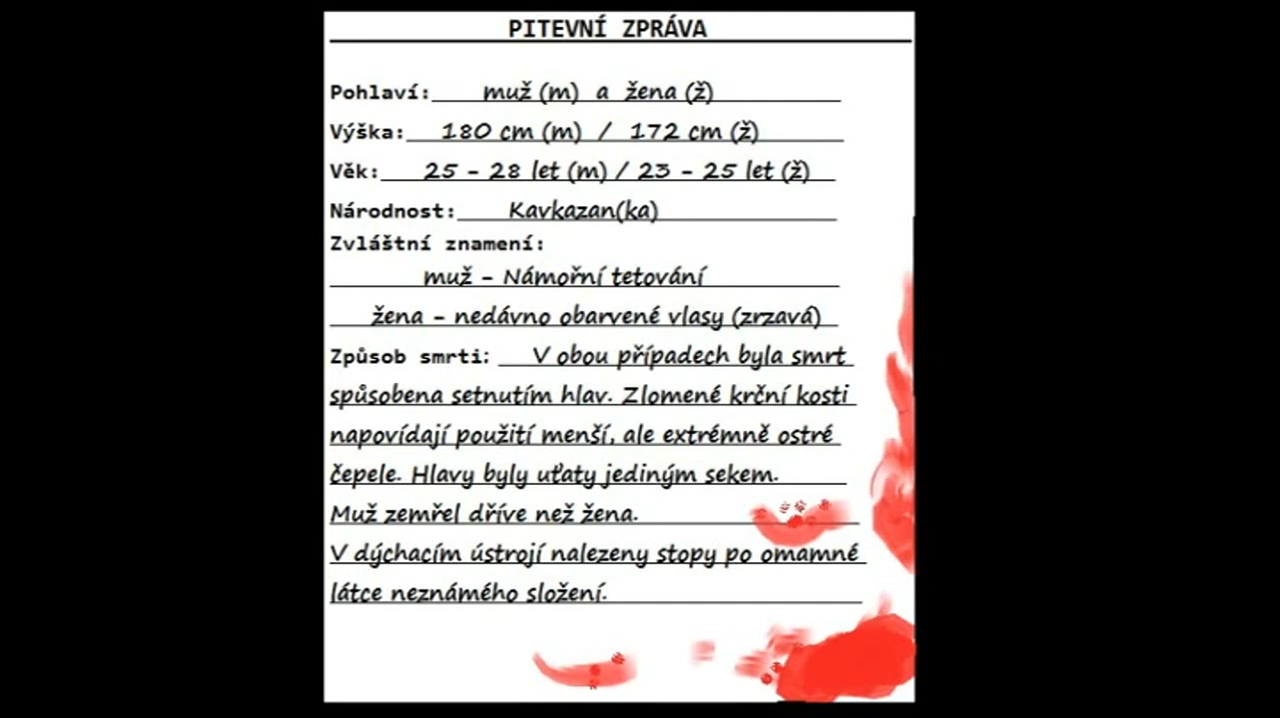 PITEVNÍ ZPRÁVA
Pohlaví: muž (m) a žena (ž)
Výška: 180 cm (m) / 172 cm (ž)
Věk: 25 - 28 let (m) / 23 - 25 let (ž)
Národnost: Kavkazan(ka)
Zvláštní znamení:
muž - Námořní tetování
žena - nedávno obarvené vlasy (zrzavá)
Způsob smrti: V obou případech byla smrt
spůsobena setnutím hlav. Zlomené krční kosti
napovídají použití menší, ale extrémně ostré
čepele. Hlavy byly uťaty jediným sekem.
Muž zemřel dříve než žena.
V dýchacím ústrojí nalezeny stopy po omamné
látce neznámého složení.